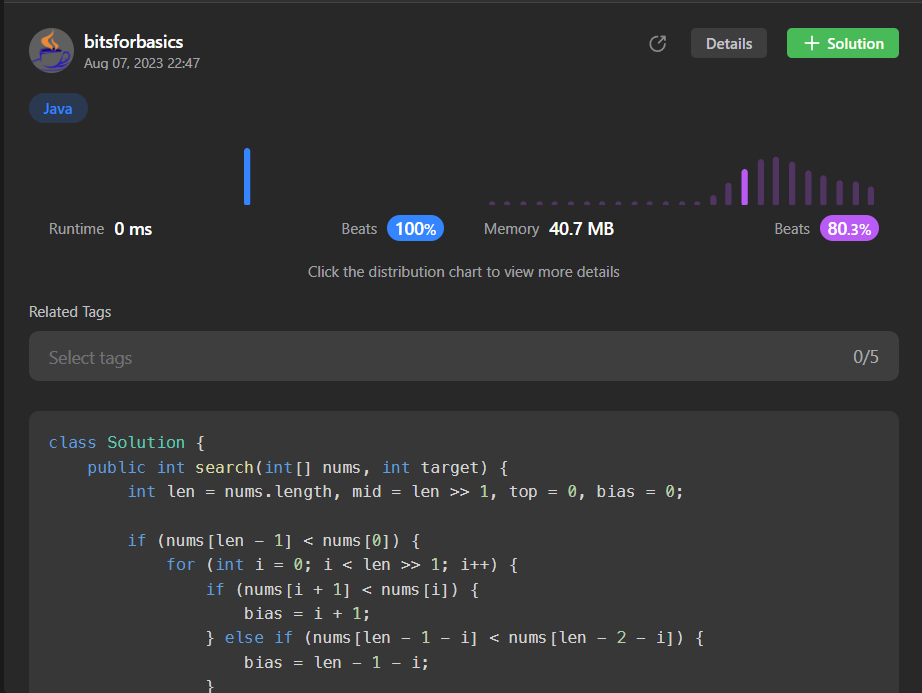 bitsforbasics
Aug 07, 2023 22:47
Details
+ Solution
Java
Runtime 0 ms Beats 100% Memory 40.7 MB Beats 80.3%
Click the distribution chart to view more details
Related Tags
Select tags 0/5
class Solution {
    public int search(int[] nums, int target) {
        int len = nums.length, mid = len >> 1, top = 0, bias = 0;
        if (nums[len - 1] < nums[0]) {
            for (int i = 0; i < len >> 1; i++) {
                if (nums[i + 1] < nums[i]) {
                    bias = i + 1;
                } else if (nums[len - 1 - i] < nums[len - 2 - i]) {
                    bias = len - 1 - i;
                }